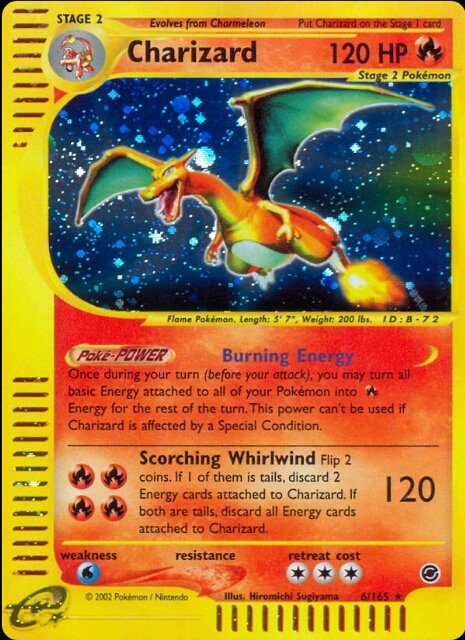 STAGE 2
Evolves from Charmeleon
Put Charizard on the Stage 1 card
Charizard
120 HP
Stage 2 Pokémon
Flame Pokémon. Length: 5' 7", Weight: 200 lbs. ID: B - 72
Poké-POWER Burning Energy
Once during your turn (before your attack), you may turn all
basic Energy attached to all of your Pokémon into
Energy for the rest of the turn. This power can't be used if
Charizard is affected by a Special Condition.
Scorching Whirlwind Flip 2
coins. If 1 of them is tails, discard 2
Energy cards attached to Charizard. If
both are tails, discard all Energy cards
attached to Charizard.
120
weakness resistance retreat cost
© 2002 Pokémon / Nintendo Illus. Hiromichi Sugiyama 6/165 ★
e